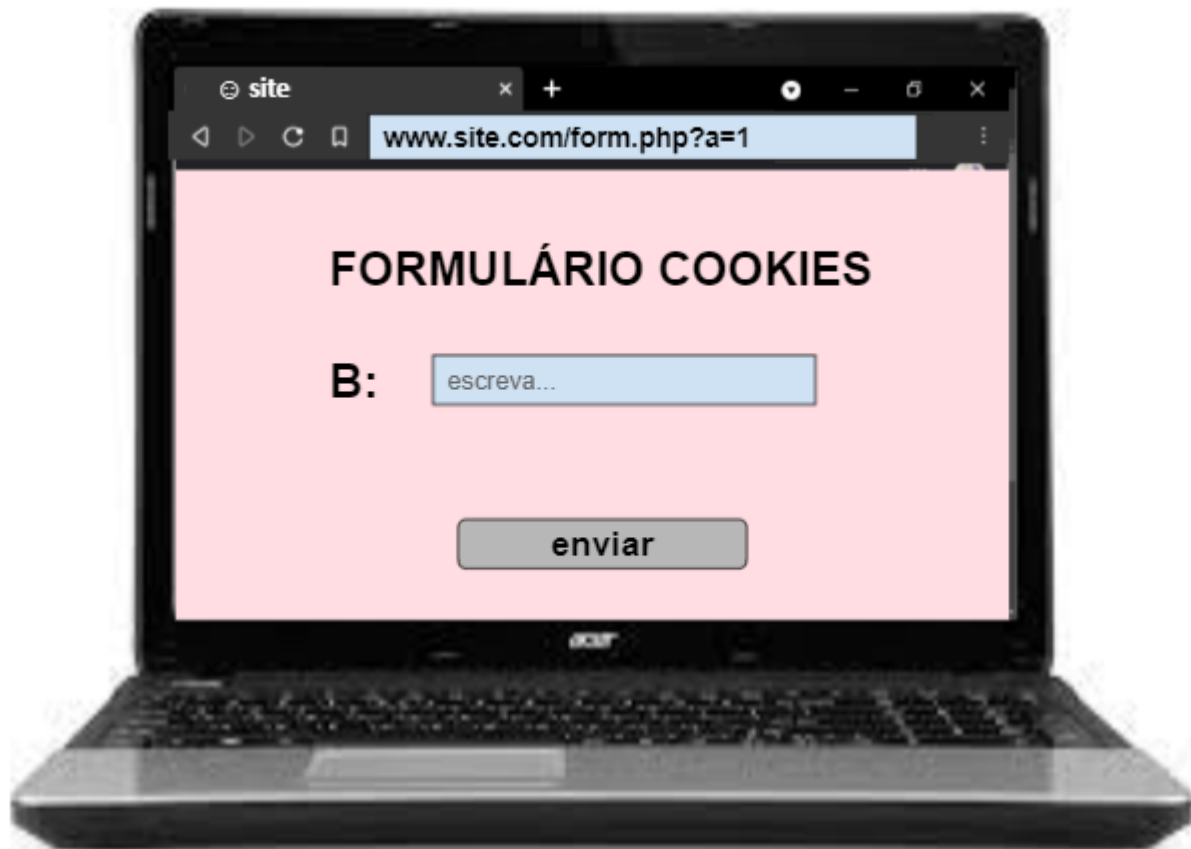 site
www.site.com/form.php?a=1
FORMULÁRIO COOKIES
B: escreva...
enviar
acer